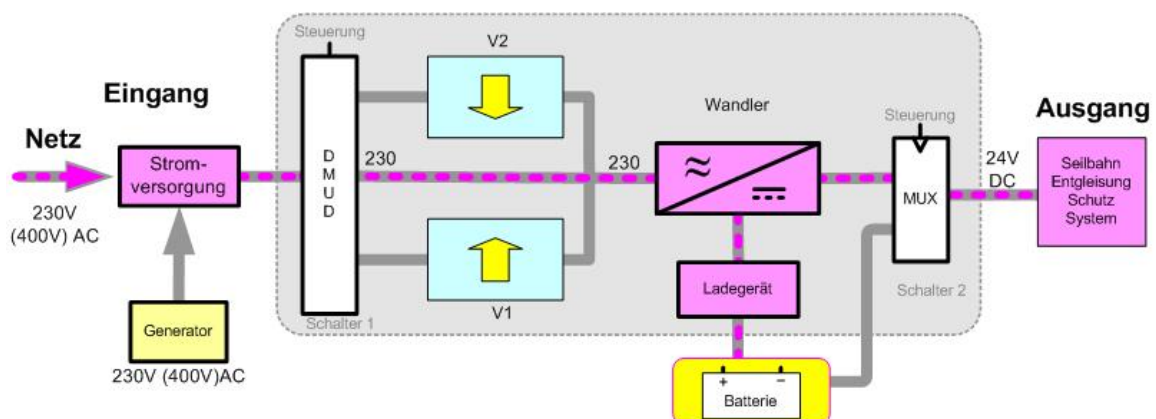 Eingang
Netz
230V
(400V) AC
Strom-
versorgung
Generator
230V (400V)AC
Steuerung
D
M
U
D
Schalter 1
V2
230
230
V1
Wandler
Ladegerät
+ −
Batterie
Steuerung
MUX
Schalter 2
24V
DC
Ausgang
Seilbahn
Entgleisung
Schutz
System